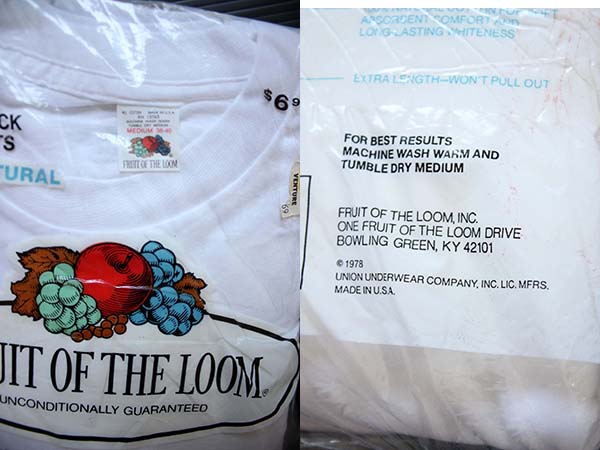 CK
'S
TURAL
$6⁹
MEDIUM 38-40
FRUIT OF THE LOOM
VENTURE
69
UIT OF THE LOOM®
UNCONDITIONALLY GUARANTEED
ABSORBENT COMFORT AND
LONG-LASTING WHITENESS
EXTRA LENGTH—WON'T PULL OUT
FOR BEST RESULTS
MACHINE WASH WARM AND
TUMBLE DRY MEDIUM
FRUIT OF THE LOOM, INC.
ONE FRUIT OF THE LOOM DRIVE
BOWLING GREEN, KY 42101
© 1978
UNION UNDERWEAR COMPANY, INC. LIC. MFRS.
MADE IN U.S.A.